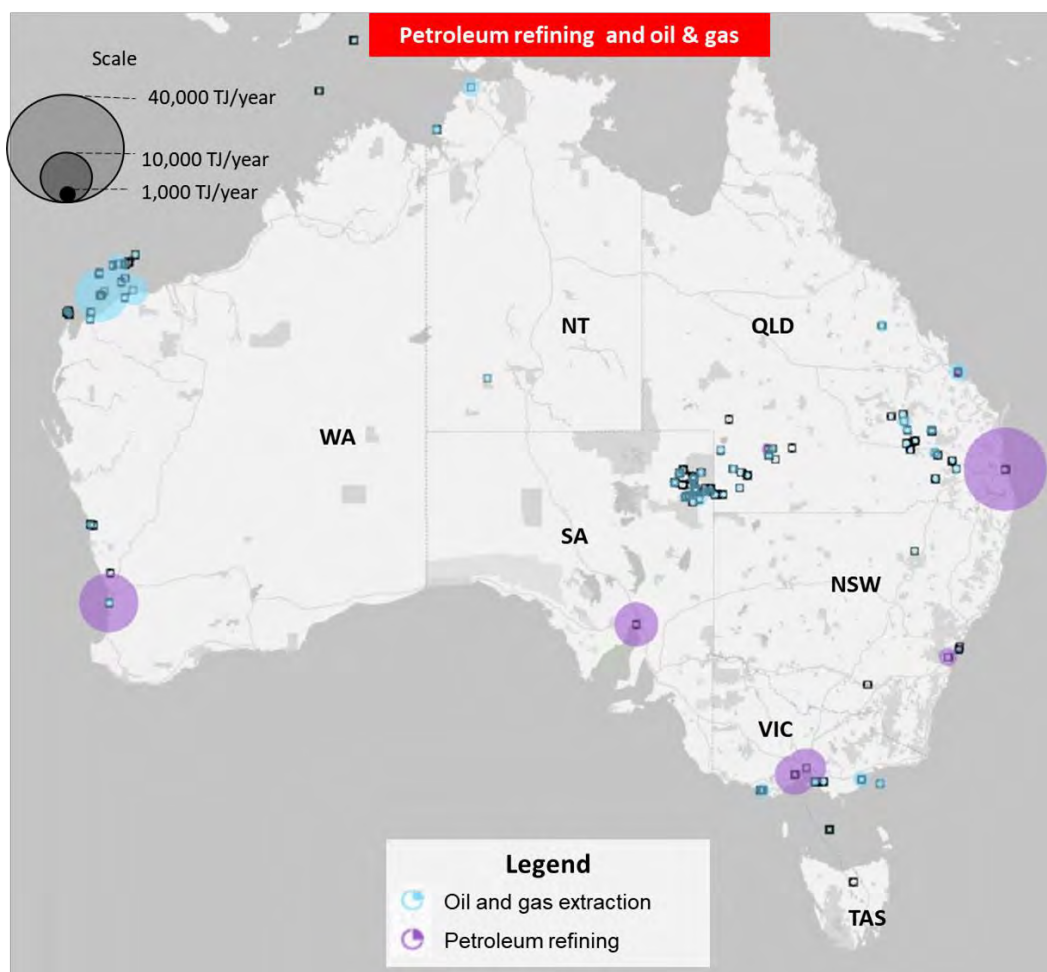 Petroleum refining and oil & gas
Scale
40,000 TJ/year
10,000 TJ/year
1,000 TJ/year
NT
QLD
WA
SA
NSW
VIC
TAS
Legend
Oil and gas extraction
Petroleum refining